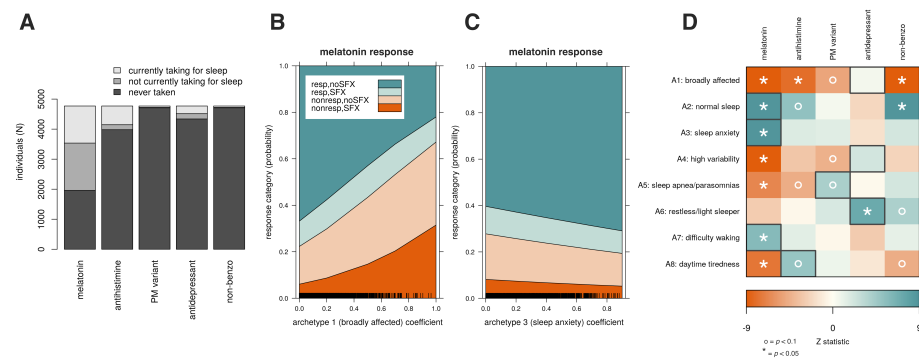 A
currently taking for sleep
not currently taking for sleep
never taken
individuals (N)
5000
4000
3000
2000
1000
0
melatonin
antihistimine
PM variant
antidepressant
non-benzo
B
melatonin response
resp,noSFX
resp,SFX
nonresp,noSFX
nonresp,SFX
response category (probability)
1.0
0.8
0.6
0.4
0.2
0.0
0.0 0.2 0.4 0.6 0.8 1.0
archetype 1 (broadly affected) coefficient
C
melatonin response
response category (probability)
1.0
0.8
0.6
0.4
0.2
0.0
0.0 0.2 0.4 0.6 0.8
archetype 3 (sleep anxiety) coefficient
D
melatonin
antihistimine
PM variant
antidepressant
non-benzo
A1: broadly affected
A2: normal sleep
A3: sleep anxiety
A4: high variability
A5: sleep apnea/parasomnias
A6: restless/light sleeper
A7: difficulty waking
A8: daytime tiredness
-9 0 9
Z statistic
o = p < 0.1
* = p < 0.05